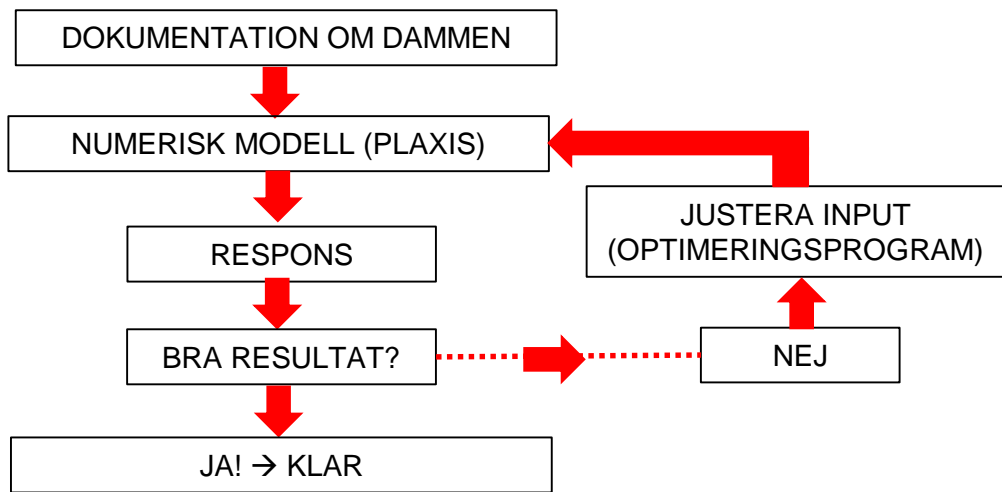 DOKUMENTATION OM DAMMEN
NUMERISK MODELL (PLAXIS)
RESPONS
BRA RESULTAT?
NEJ
JUSTERA INPUT
(OPTIMERINGSPROGRAM)
JA! → KLAR